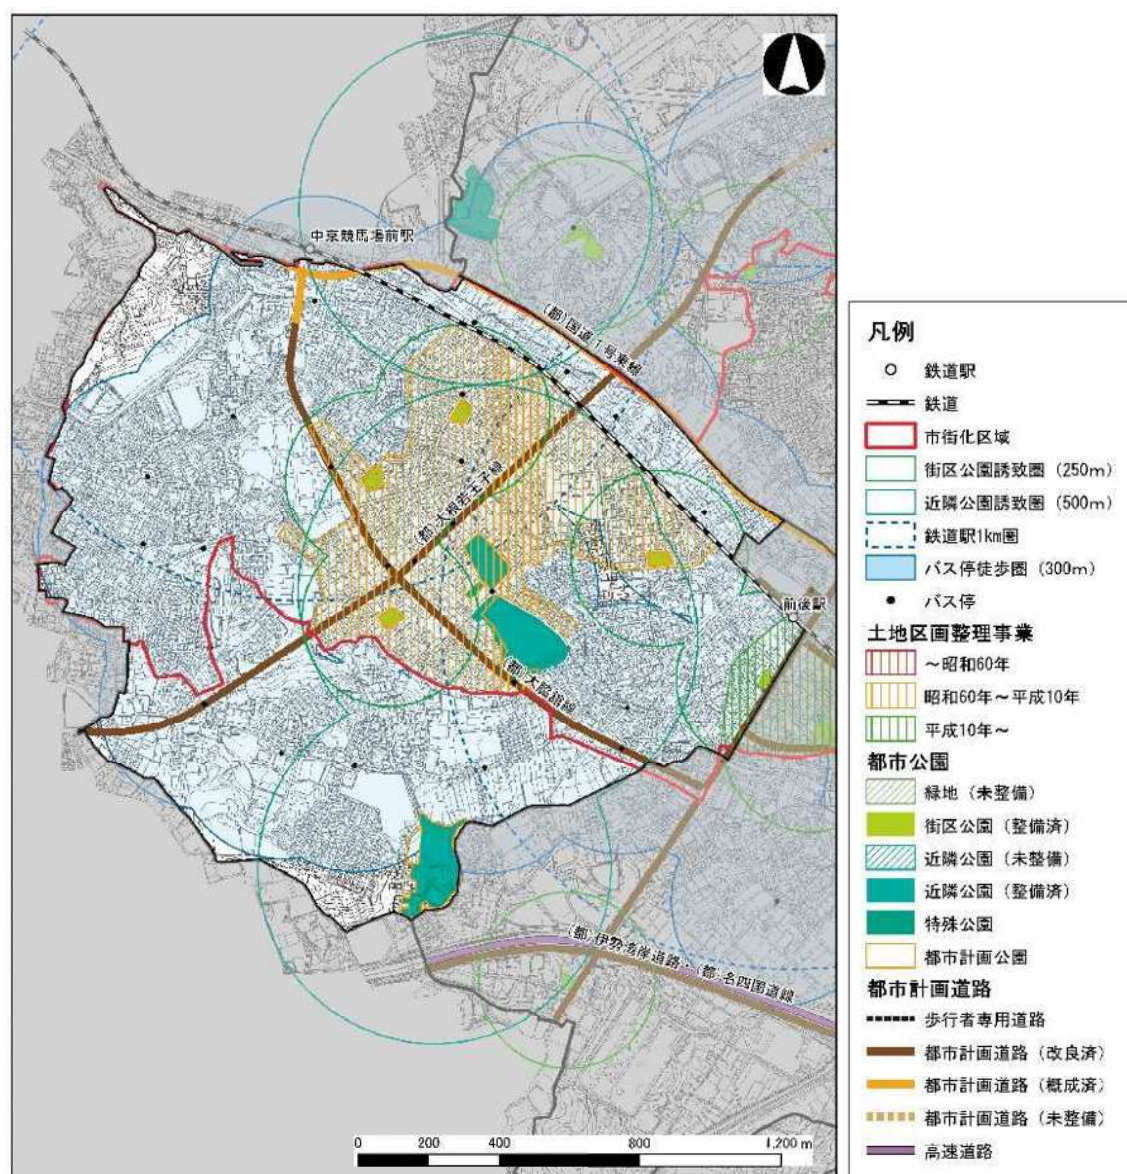 中京競馬場前駅
(都)国道1号東線
(都)大根若王子線
前後駅
(都)大脇舘線
(都)伊勢湾岸道路・(都)名四国道線
0 200 400 800 1,200 m
凡例
鉄道駅
鉄道
市街化区域
街区公園誘致圏 (250m)
近隣公園誘致圏 (500m)
鉄道駅1km圏
バス停徒歩圏 (300m)
バス停
土地区画整理事業
～昭和60年
昭和60年～平成10年
平成10年～
都市公園
緑地 (未整備)
街区公園 (整備済)
近隣公園 (未整備)
近隣公園 (整備済)
特殊公園
都市計画公園
都市計画道路
歩行者専用道路
都市計画道路 (改良済)
都市計画道路 (概成済)
都市計画道路 (未整備)
高速道路